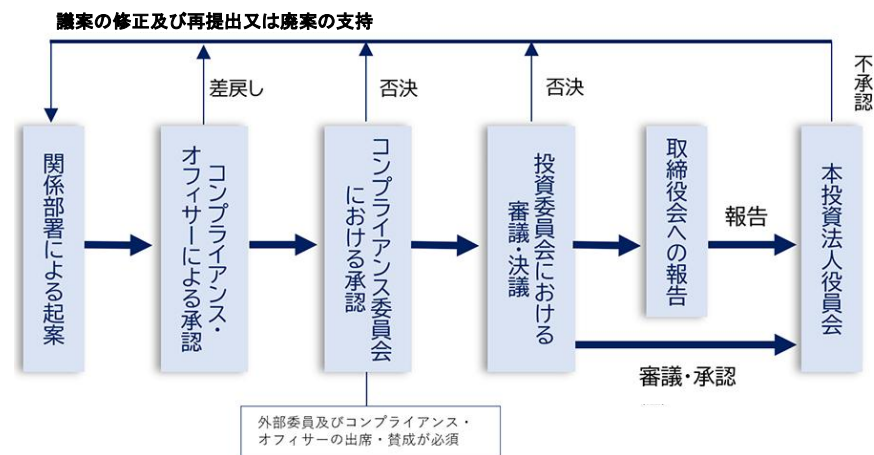 議案の修正及び再提出又は廃案の支持
差戻し
否決
否決
不承認
関係部署による起案
コンプライアンス・
オフィサーによる承認
コンプライアンス委員会
における承認
投資委員会における
審議・決議
取締役会への報告
報告
本投資法人役員会
審議・承認
外部委員及びコンプライアンス・
オフィサーの出席・賛成が必須